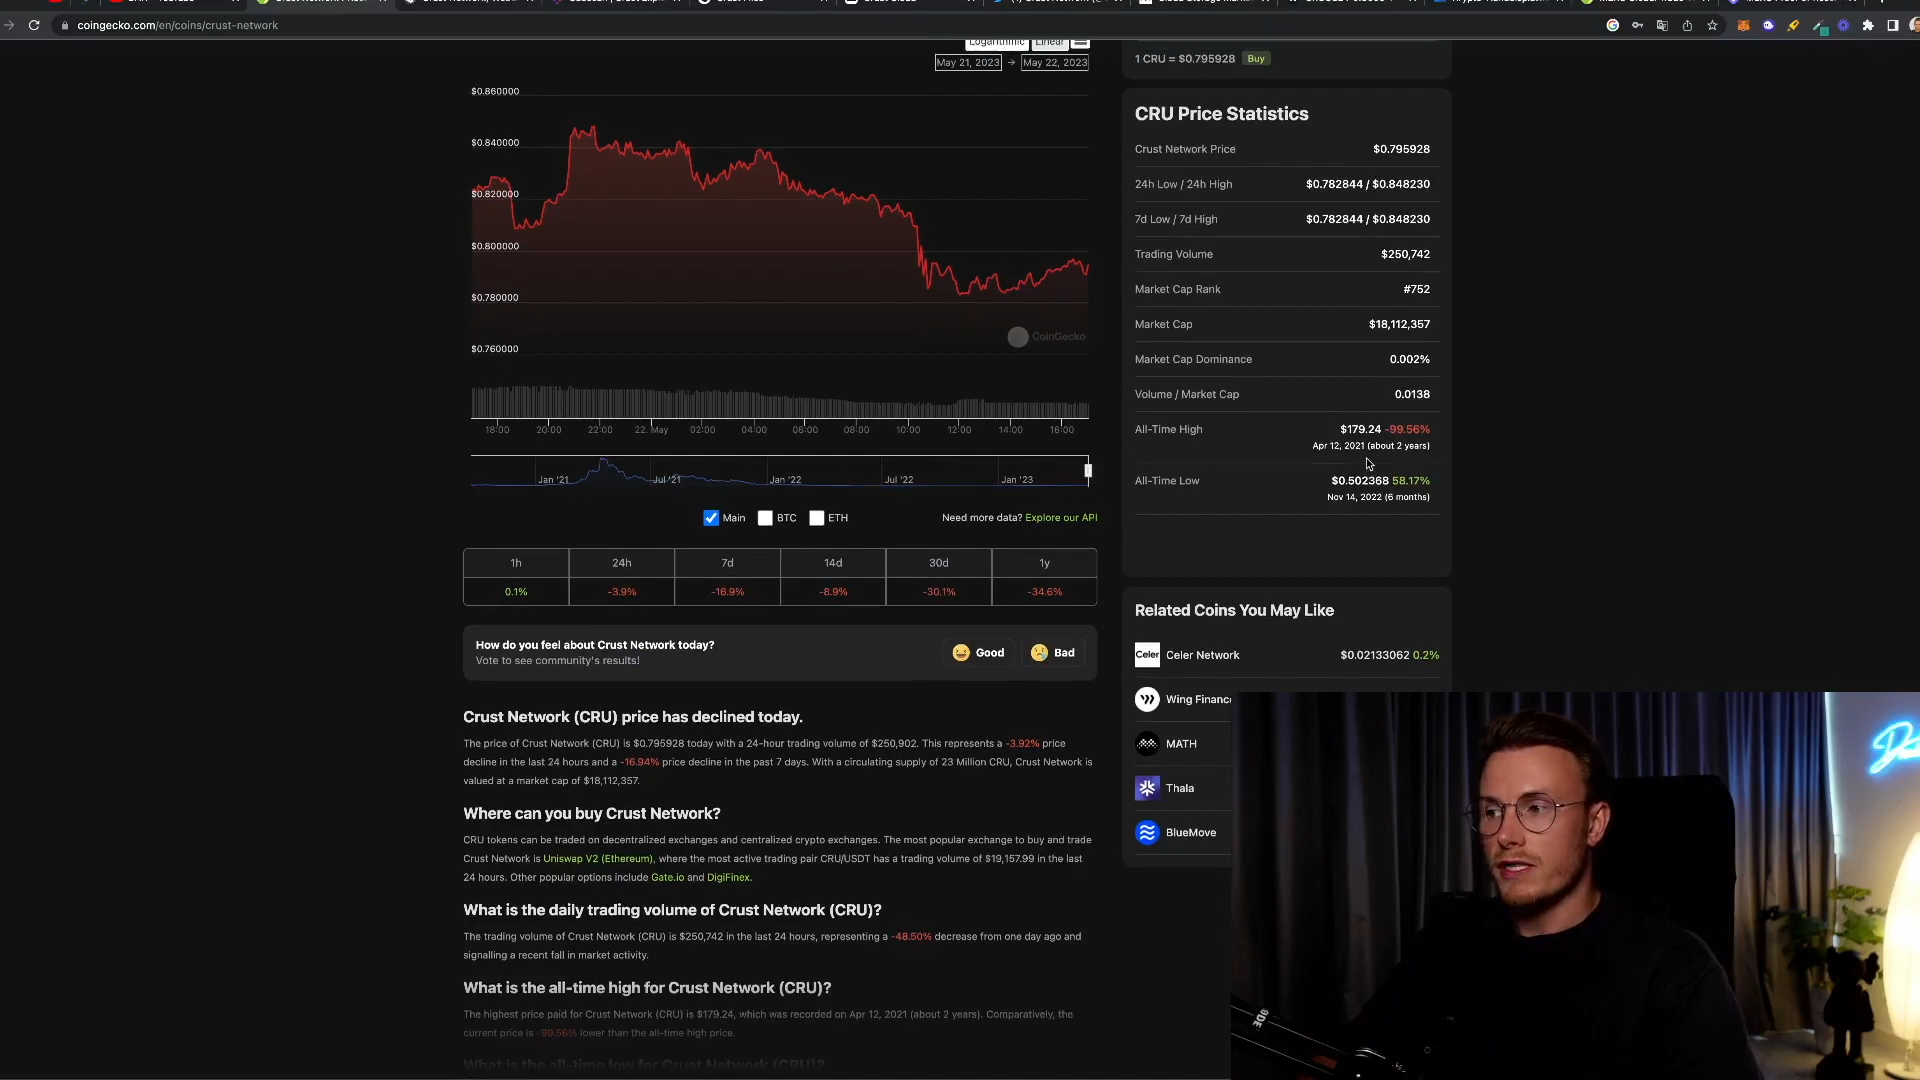 coingecko.com/en/coins/crust-network
Logarithmic Linear
May 21, 2023 → May 22, 2023
$0.860000
$0.840000
$0.820000
$0.800000
$0.780000
$0.760000
CoinGecko
18:00 20:00 22:00 22. May 02:00 04:00 06:00 08:00 10:00 12:00 14:00 16:00
Jan '21 Jul '21 Jan '22 Jul '22 Jan '23
Main BTC ETH
Need more data? Explore our API
1h 24h 7d 14d 30d 1y
0.1% -3.9% -16.9% -8.9% -30.1% -34.6%
How do you feel about Crust Network today?
Vote to see community's results!
Good Bad
Crust Network (CRU) price has declined today.
The price of Crust Network (CRU) is $0.795928 today with a 24-hour trading volume of $250,902. This represents a -3.92% price
decline in the last 24 hours and a -16.94% price decline in the past 7 days. With a circulating supply of 23 Million CRU, Crust Network is
valued at a market cap of $18,112,357.
Where can you buy Crust Network?
CRU tokens can be traded on decentralized exchanges and centralized crypto exchanges. The most popular exchange to buy and trade
Crust Network is Uniswap V2 (Ethereum), where the most active trading pair CRU/USDT has a trading volume of $19,157.99 in the last
24 hours. Other popular options include Gate.io and DigiFinex.
What is the daily trading volume of Crust Network (CRU)?
The trading volume of Crust Network (CRU) is $250,742 in the last 24 hours, representing a -48.50% decrease from one day ago and
signalling a recent fall in market activity.
What is the all-time high for Crust Network (CRU)?
The highest price paid for Crust Network (CRU) is $179.24, which was recorded on Apr 12, 2021 (about 2 years). Comparatively, the
current price is -99.56% lower than the all-time high price.
What is the all-time low for Crust Network (CRU)?
1 CRU = $0.795928 Buy
CRU Price Statistics
Crust Network Price $0.795928
24h Low / 24h High $0.782844 / $0.848230
7d Low / 7d High $0.782844 / $0.848230
Trading Volume $250,742
Market Cap Rank #752
Market Cap $18,112,357
Market Cap Dominance 0.002%
Volume / Market Cap 0.0138
All-Time High $179.24 -99.56%
Apr 12, 2021 (about 2 years)
All-Time Low $0.502368 58.17%
Nov 14, 2022 (6 months)
Related Coins You May Like
Celer Celer Network $0.02133062 0.2%
Wing Finance
MATH
Thala
BlueMove